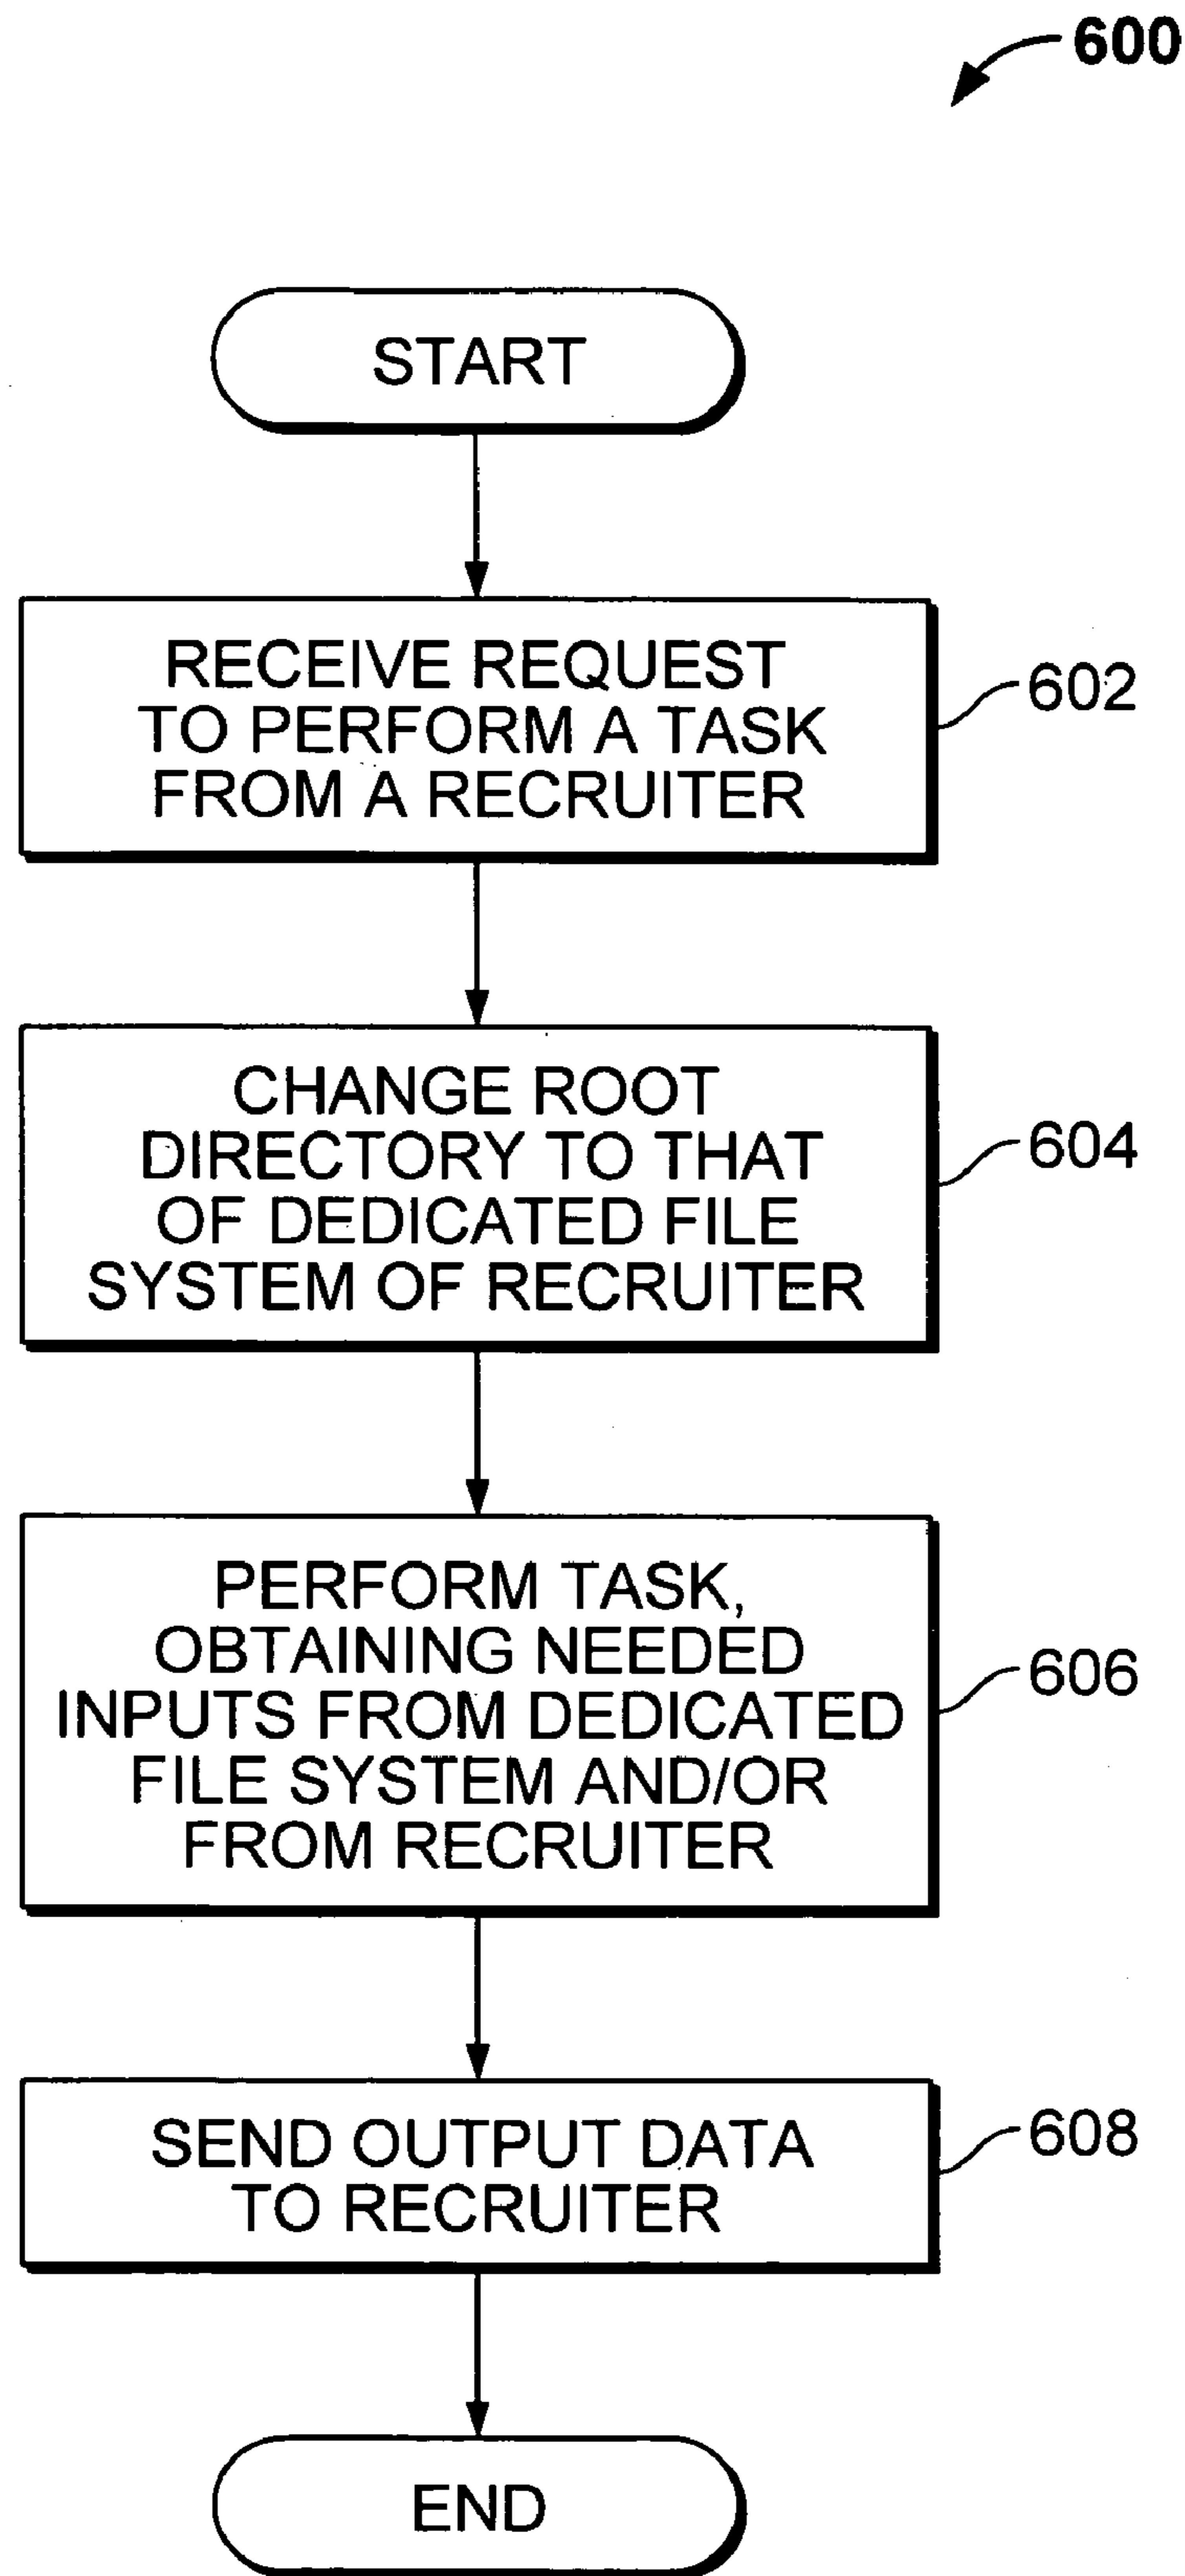 600
START
RECEIVE REQUEST
TO PERFORM A TASK
FROM A RECRUITER
602
CHANGE ROOT
DIRECTORY TO THAT
OF DEDICATED FILE
SYSTEM OF RECRUITER
604
PERFORM TASK,
OBTAINING NEEDED
INPUTS FROM DEDICATED
FILE SYSTEM AND/OR
FROM RECRUITER
606
SEND OUTPUT DATA
TO RECRUITER
608
END